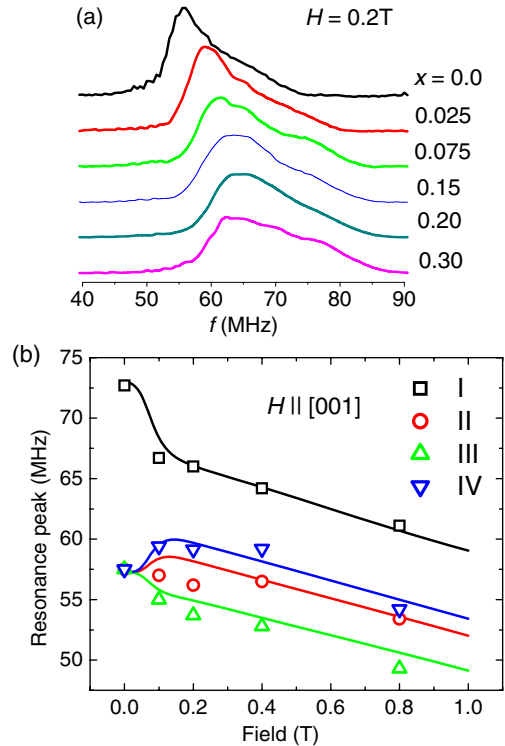 (a)
H = 0.2T
x = 0.0
0.025
0.075
0.15
0.20
0.30
40 50 60 70 80 90
f (MHz)
(b)
75
70
65
60
55
50
Resonance peak (MHz)
H || [001]
I
II
III
IV
0.0 0.2 0.4 0.6 0.8 1.0
Field (T)